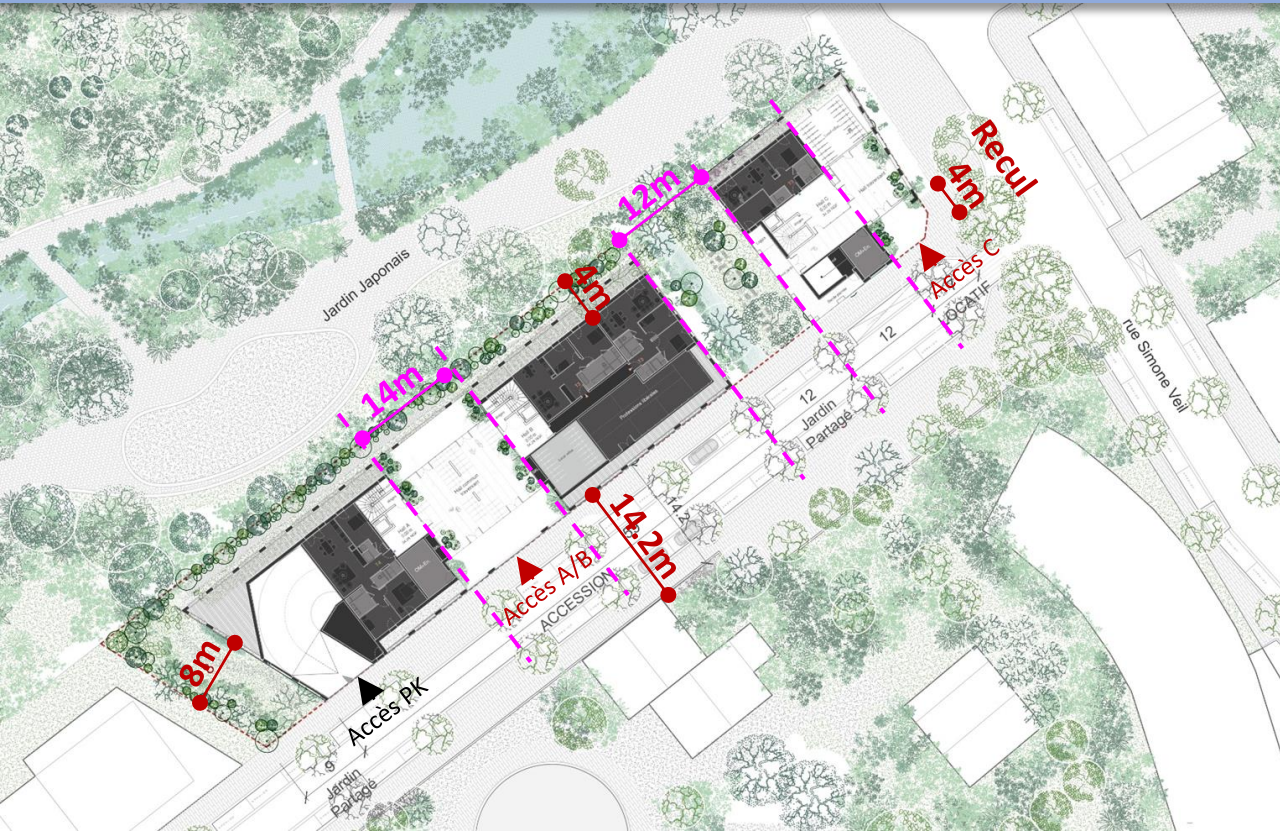 Recul
4m
12m
Accès C
LOCATIF
12
Jardin Japonais
4m
14m
rue Simone Veil
12
Jardin
Partagé
14.2m
Accès A/B
ACCESSION
8m
Accès PK
9
Jardin
Partagé